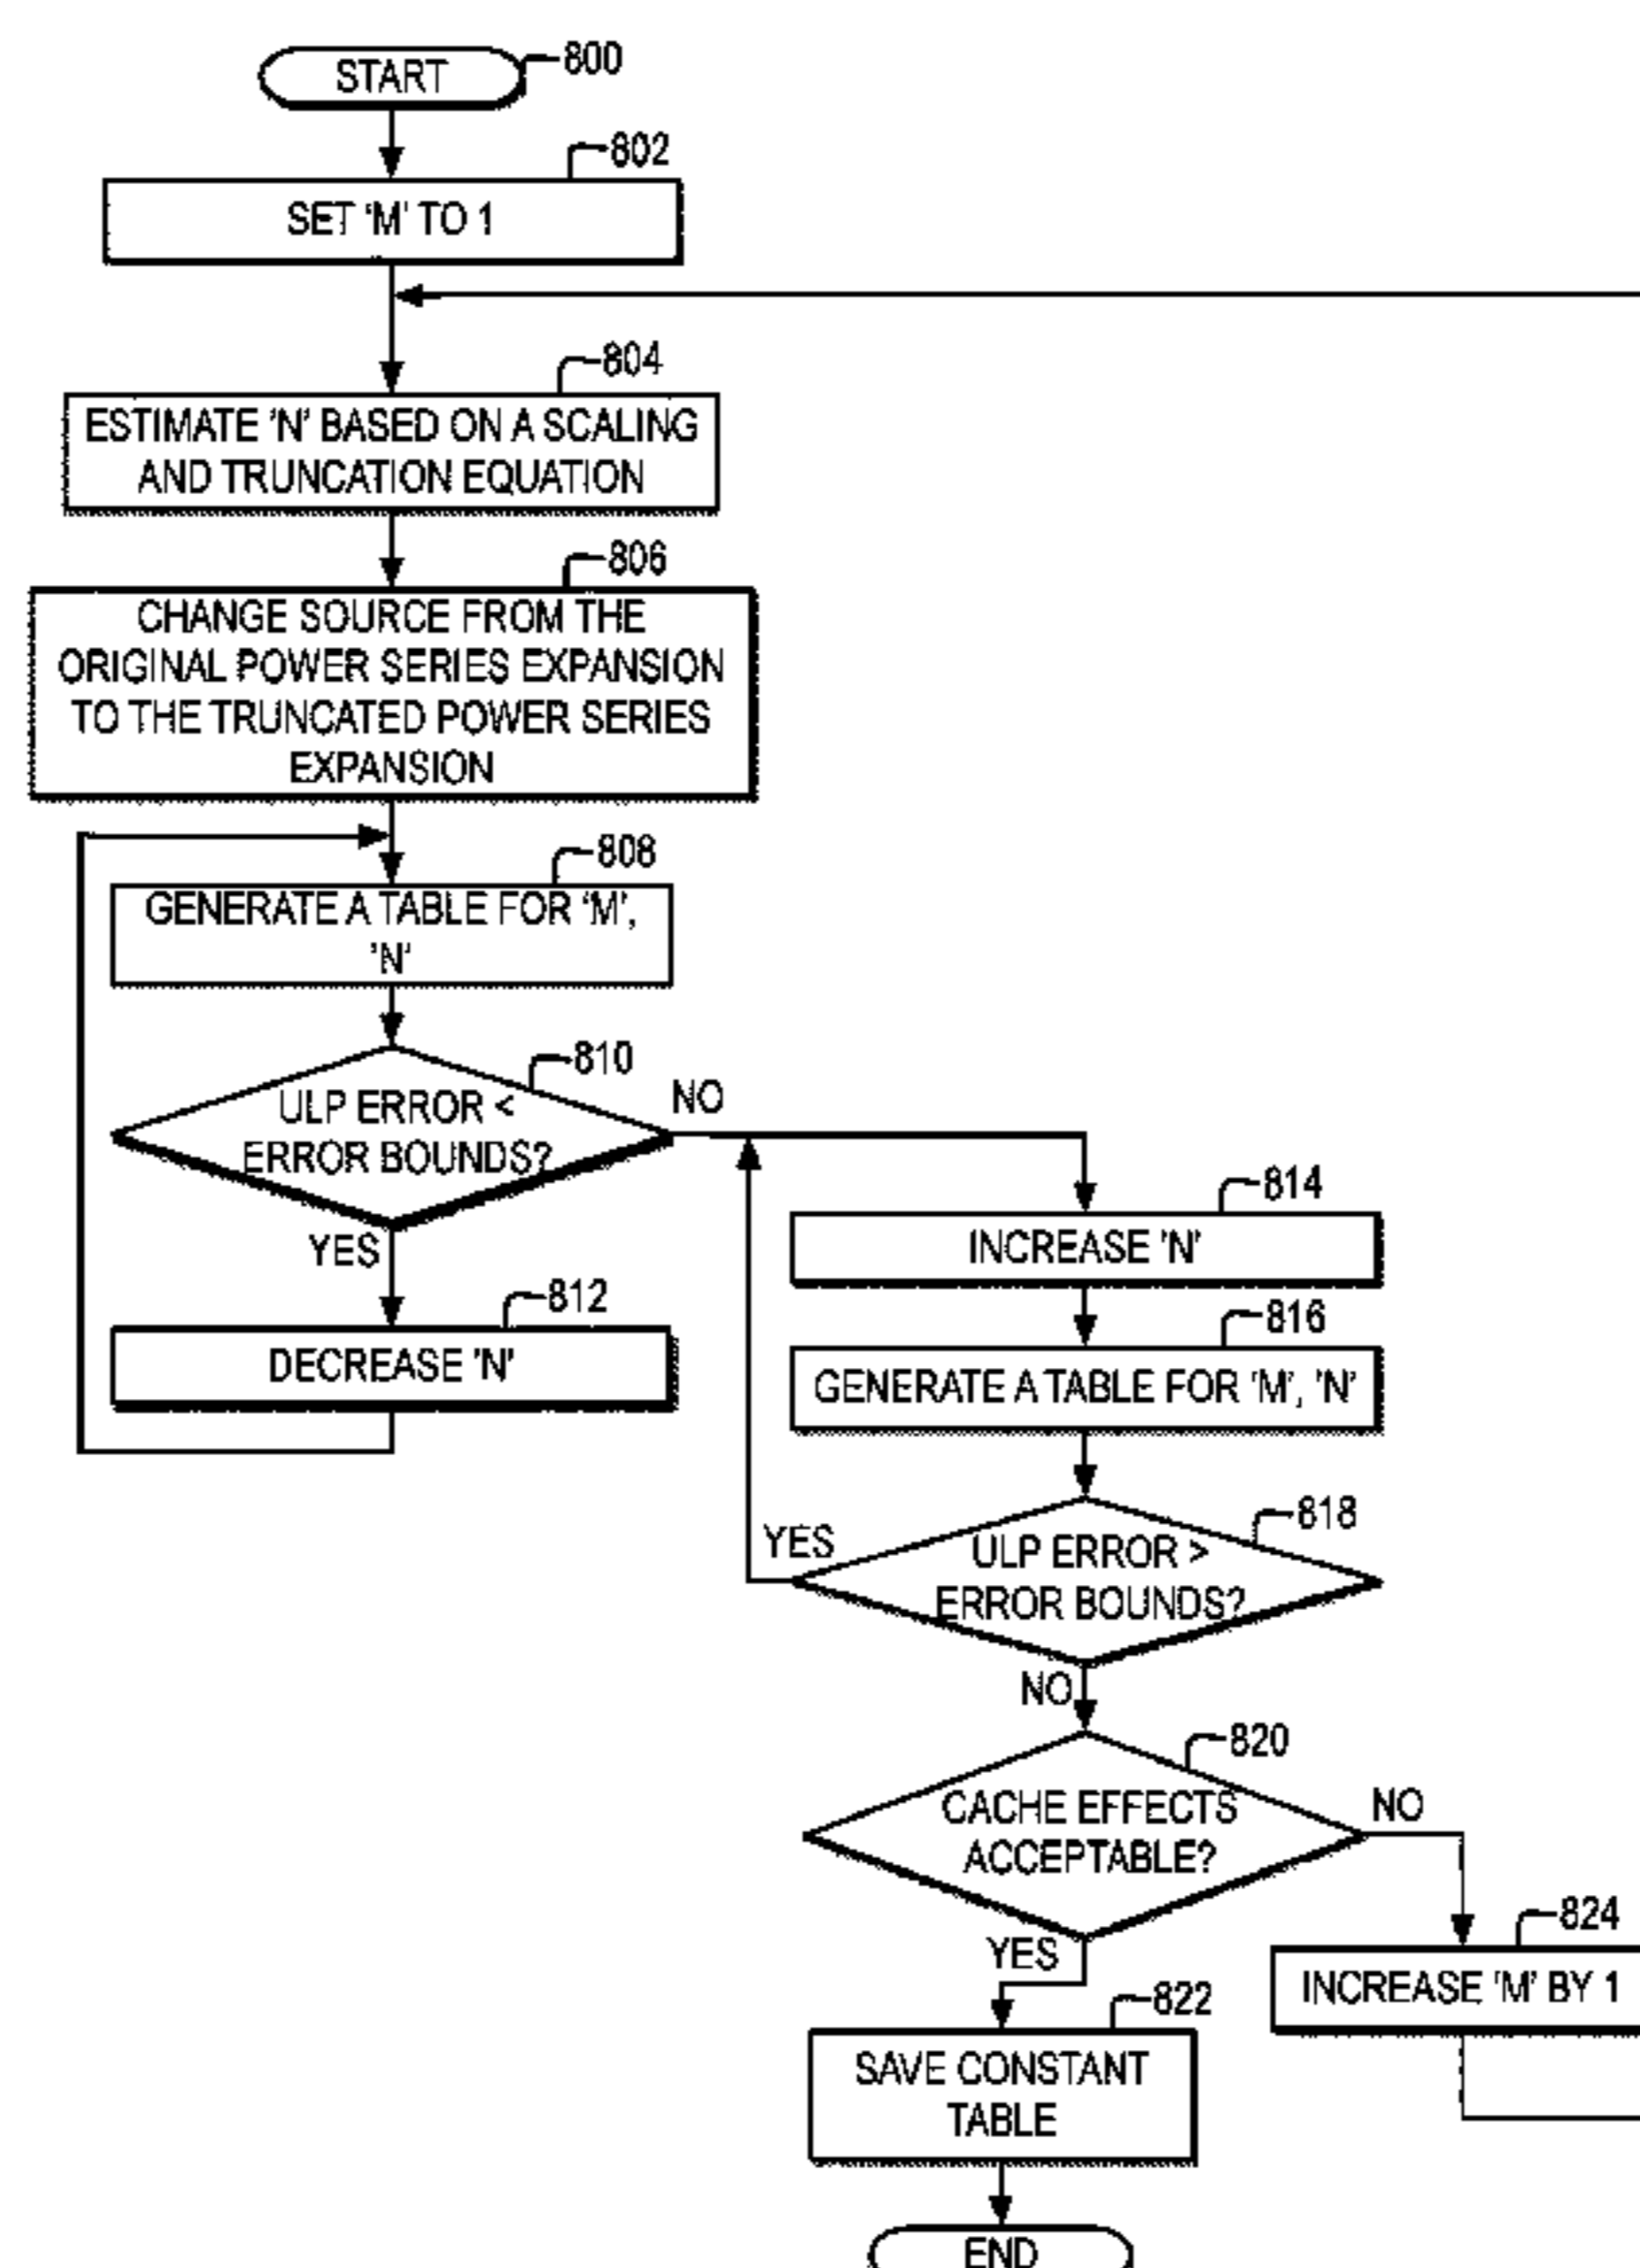 START
800
802
SET 'M' TO 1
804
ESTIMATE 'N' BASED ON A SCALING
AND TRUNCATION EQUATION
806
CHANGE SOURCE FROM THE
ORIGINAL POWER SERIES EXPANSION
TO THE TRUNCATED POWER SERIES
EXPANSION
808
GENERATE A TABLE FOR 'M',
'N'
810
ULP ERROR <
ERROR BOUNDS?
NO
YES
812
DECREASE 'N'
814
INCREASE 'N'
816
GENERATE A TABLE FOR 'M', 'N'
818
ULP ERROR >
ERROR BOUNDS?
YES
NO
820
CACHE EFFECTS
ACCEPTABLE?
NO
YES
824
INCREASE 'M' BY 1
822
SAVE CONSTANT
TABLE
END